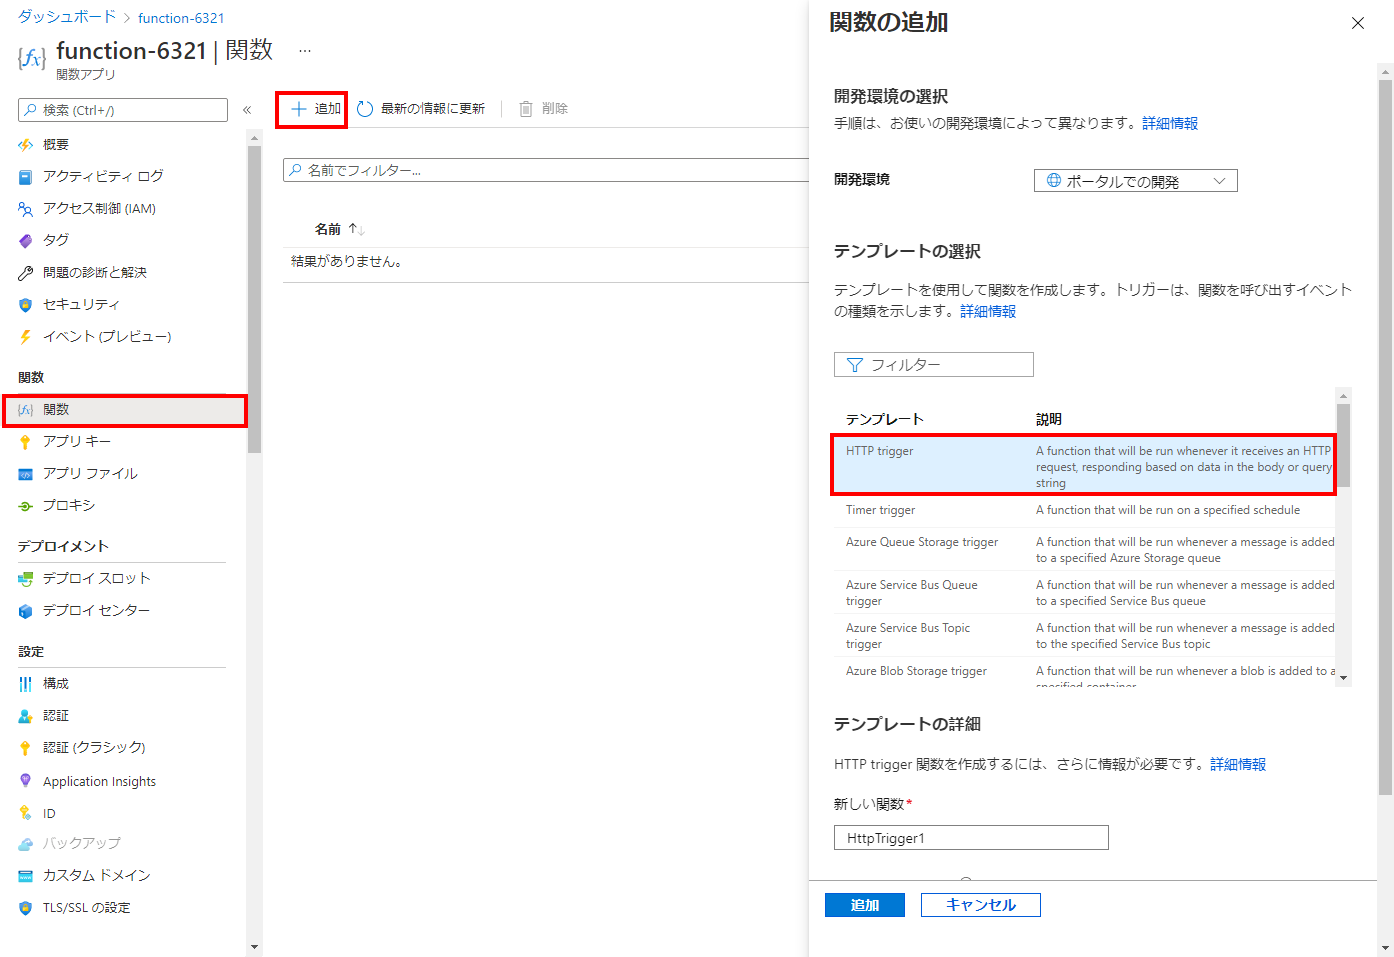 ダッシュボード > function-6321
function-6321 | 関数 …
関数アプリ
検索 (Ctrl+/)
«
概要
アクティビティ ログ
アクセス制御 (IAM)
タグ
問題の診断と解決
セキュリティ
イベント (プレビュー)
関数
関数
アプリ キー
アプリ ファイル
プロキシ
デプロイメント
デプロイ スロット
デプロイ センター
設定
構成
認証
認証 (クラシック)
Application Insights
ID
バックアップ
カスタム ドメイン
TLS/SSL の設定
追加
最新の情報に更新
削除
名前でフィルター...
名前 ↑↓
結果がありません。
関数の追加
開発環境の選択
手順は、お使いの開発環境によって異なります。詳細情報
開発環境
ポータルでの開発
テンプレートの選択
テンプレートを使用して関数を作成します。トリガーは、関数を呼び出すイベント
の種類を示します。詳細情報
フィルター
テンプレート 説明
HTTP trigger
A function that will be run whenever it receives an HTTP
request, responding based on data in the body or query
string
Timer trigger
A function that will be run on a specified schedule
Azure Queue Storage trigger
A function that will be run whenever a message is added
to a specified Azure Storage queue
Azure Service Bus Queue
trigger
A function that will be run whenever a message is added
to a specified Service Bus queue
Azure Service Bus Topic
trigger
A function that will be run whenever a message is added
to the specified Service Bus topic
Azure Blob Storage trigger
A function that will be run whenever a blob is added to a
specified container
テンプレートの詳細
HTTP trigger 関数を作成するには、さらに情報が必要です。詳細情報
新しい関数*
HttpTrigger1
追加
キャンセル